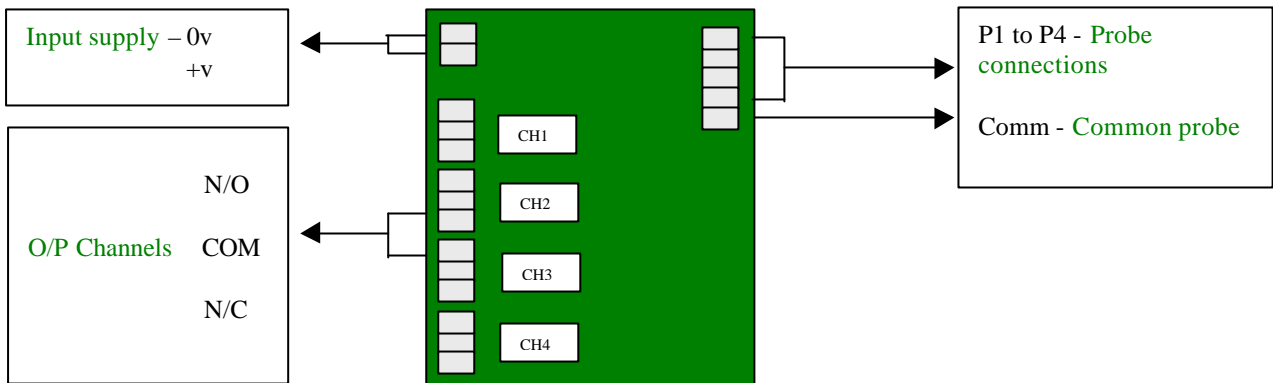 Input supply – 0v
+v
N/O
O/P Channels COM
N/C
CH1
CH2
CH3
CH4
P1 to P4 - Probe
connections
Comm - Common probe